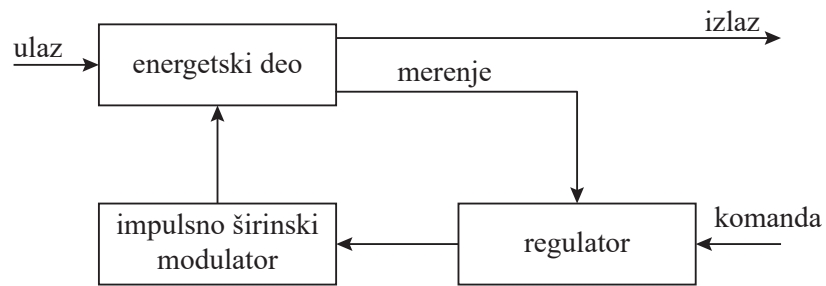 izlaz
ulaz
energetski deo
merenje
impulsno širinski
modulator
regulator
komanda